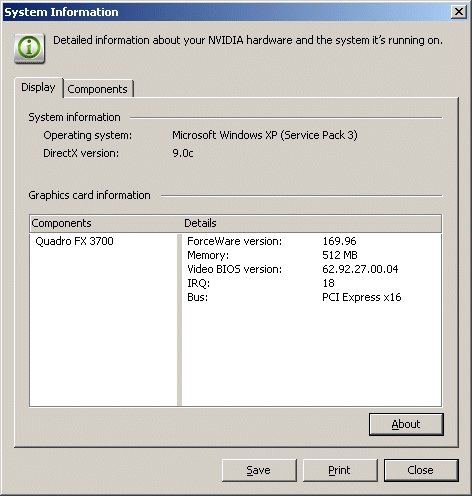 System Information
Detailed information about your NVIDIA hardware and the system it's running on.
Display Components
System information
Operating system: Microsoft Windows XP (Service Pack 3)
DirectX version: 9.0c
Graphics card information
Components Details
Quadro FX 3700 ForceWare version: 169.96
Memory: 512 MB
Video BIOS version: 62.92.27.00.04
IRQ: 18
Bus: PCI Express x16
About
Save Print Close